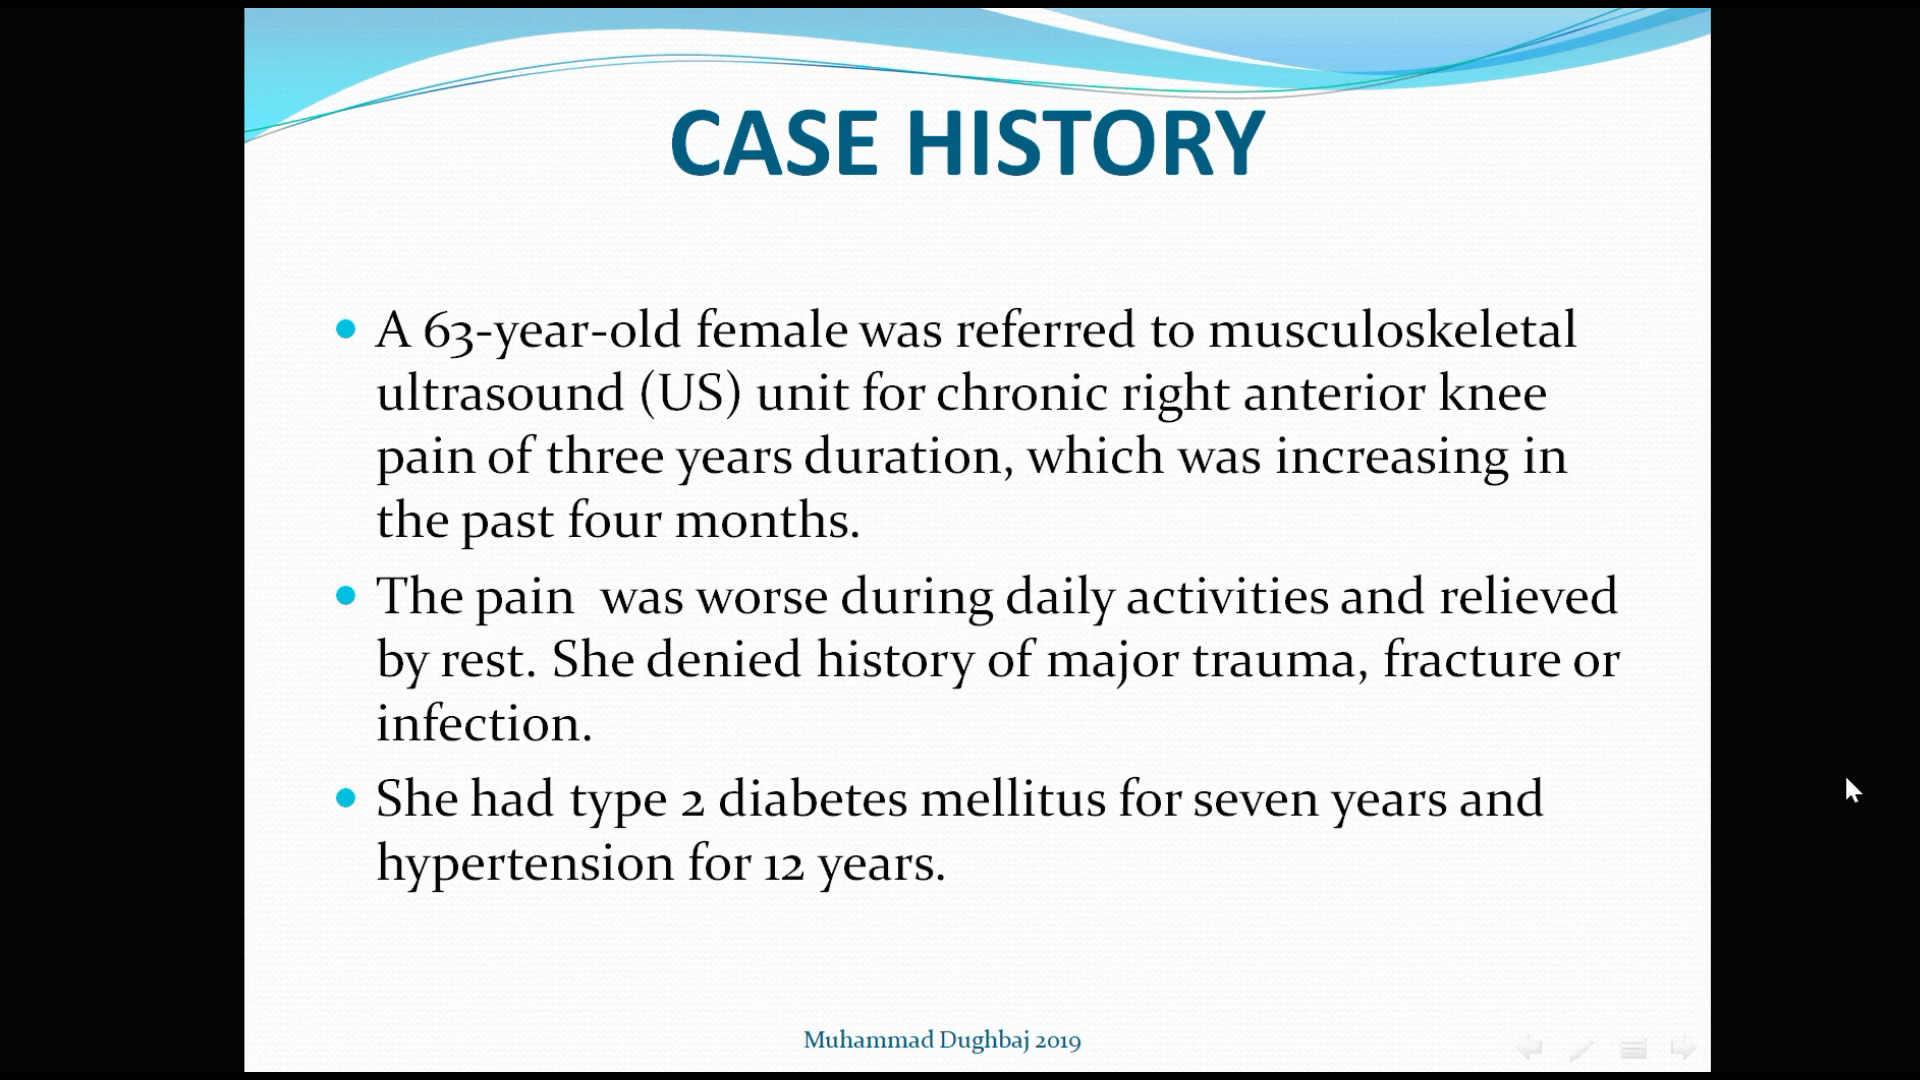 CASE HISTORY
A 63-year-old female was referred to musculoskeletal
ultrasound (US) unit for chronic right anterior knee
pain of three years duration, which was increasing in
the past four months.
The pain  was worse during daily activities and relieved
by rest. She denied history of major trauma, fracture or
infection.
She had type 2 diabetes mellitus for seven years and
hypertension for 12 years.
Muhammad Dughbaj 2019